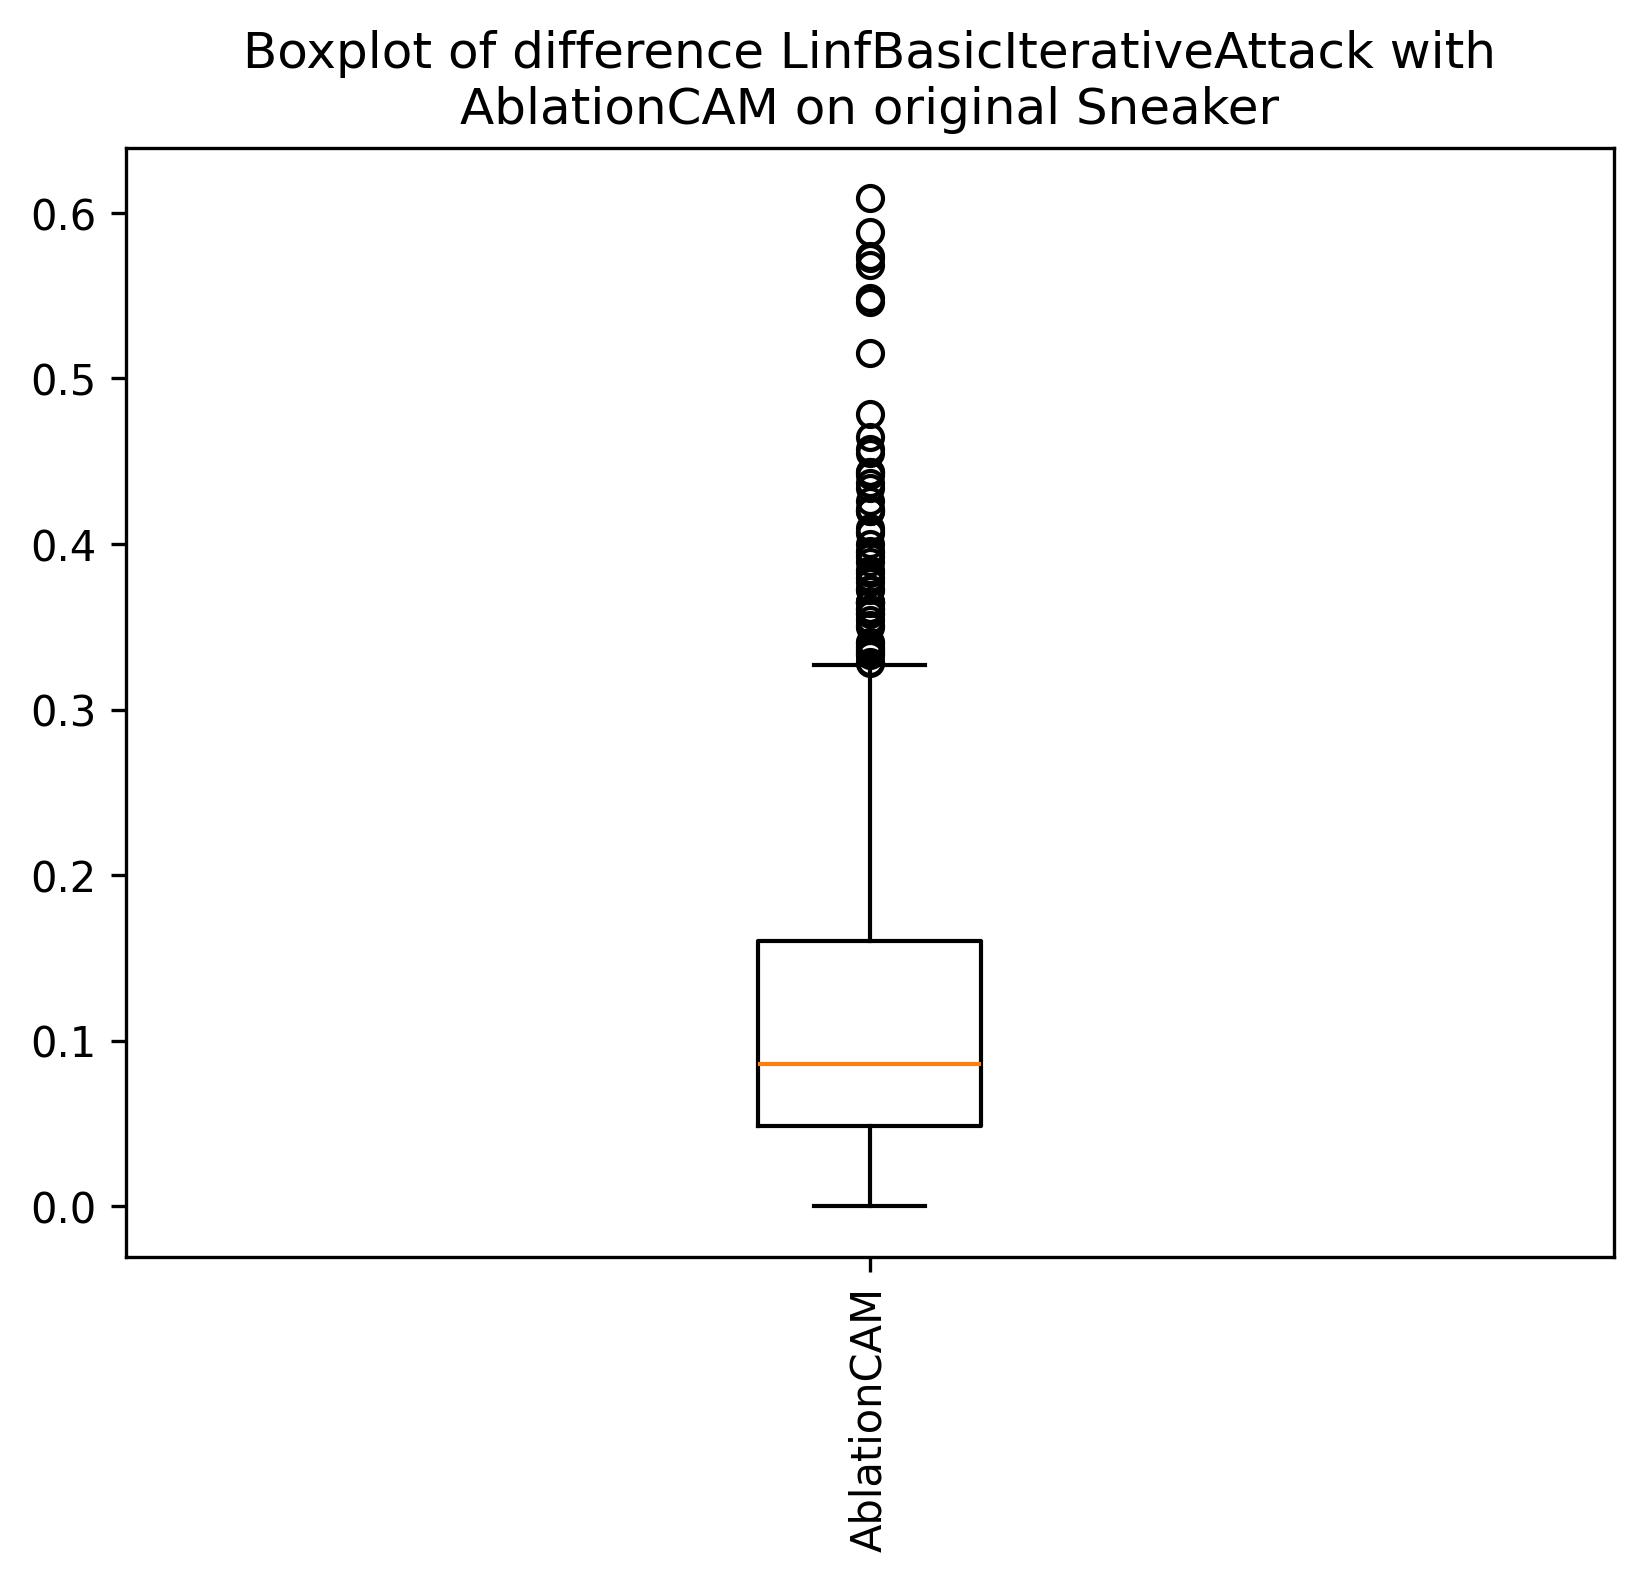 Boxplot of difference LinfBasicIterativeAttack with
AblationCAM on original Sneaker
0.6
0.5
0.4
0.3
0.2
0.1
0.0
AblationCAM